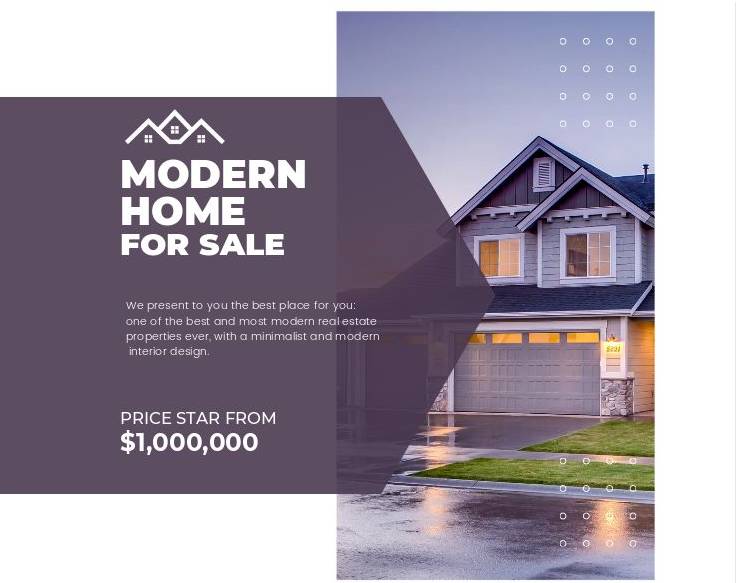 MODERN
HOME
FOR SALE
We present to you the best place for you:
one of the best and most modern real estate
properties ever, with a minimalist and modern
interior design.
PRICE STAR FROM
$1,000,000